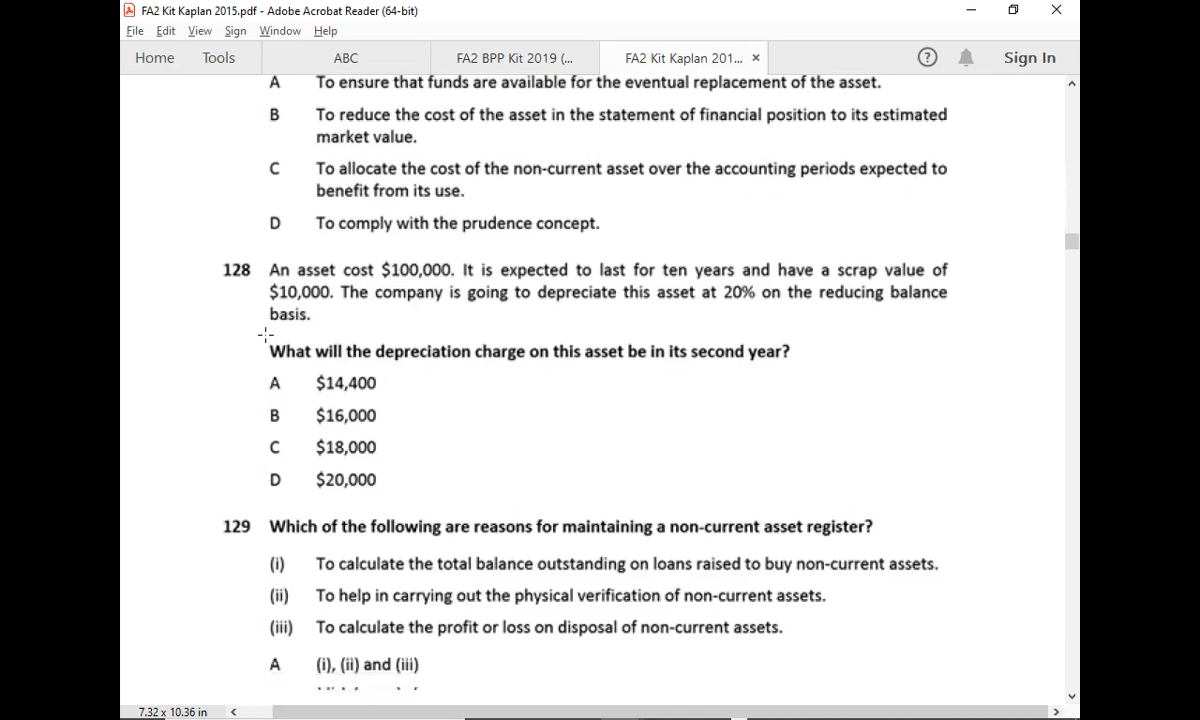 FA2 Kit Kaplan 2015.pdf - Adobe Acrobat Reader (64-bit)
File Edit View Sign Window Help
Home Tools ABC FA2 BPP Kit 2019 (... FA2 Kit Kaplan 201... × Sign In
A To ensure that funds are available for the eventual replacement of the asset.
B To reduce the cost of the asset in the statement of financial position to its estimated
market value.
C To allocate the cost of the non-current asset over the accounting periods expected to
benefit from its use.
D To comply with the prudence concept.
128 An asset cost $100,000. It is expected to last for ten years and have a scrap value of
$10,000. The company is going to depreciate this asset at 20% on the reducing balance
basis.
What will the depreciation charge on this asset be in its second year?
A $14,400
B $16,000
C $18,000
D $20,000
129 Which of the following are reasons for maintaining a non-current asset register?
(i) To calculate the total balance outstanding on loans raised to buy non-current assets.
(ii) To help in carrying out the physical verification of non-current assets.
(iii) To calculate the profit or loss on disposal of non-current assets.
A (i), (ii) and (iii)
7.32 x 10.36 in